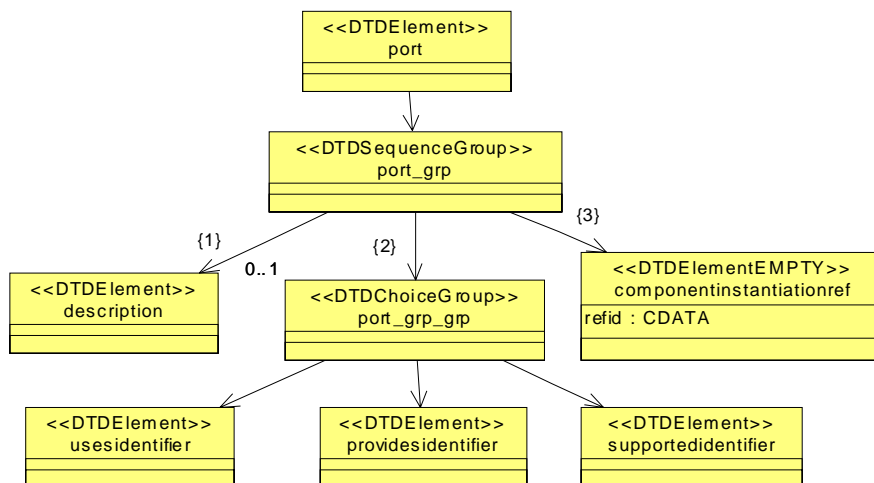 <<DTDElement>>
port
<<DTDSequenceGroup>>
port_grp
{1}
{2}
{3}
0..1
<<DTDElement>>
description
<<DTDChoiceGroup>>
port_grp_grp
<<DTDElementEMPTY>>
componentinstantiationref
refid : CDATA
<<DTDElement>>
usesidentifier
<<DTDElement>>
providesidentifier
<<DTDElement>>
supportedidentifier